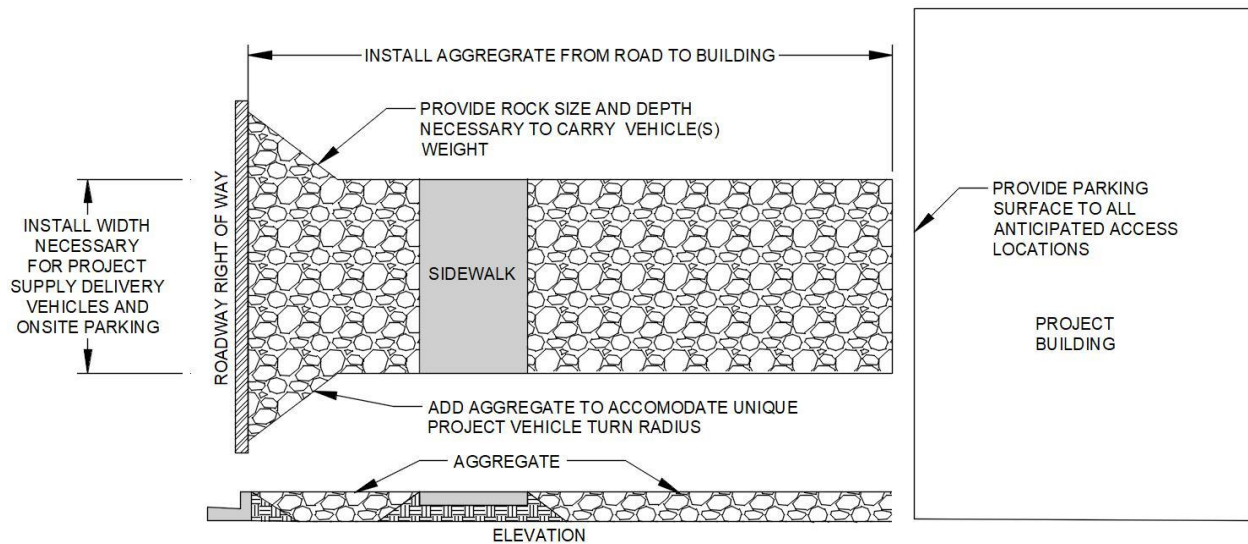 INSTALL AGGREGRATE FROM ROAD TO BUILDING
PROVIDE ROCK SIZE AND DEPTH
NECESSARY TO CARRY VEHICLE(S)
WEIGHT
INSTALL WIDTH
NECESSARY
FOR PROJECT
SUPPLY DELIVERY
VEHICLES AND
ONSITE PARKING
ROADWAY RIGHT OF WAY
SIDEWALK
PROVIDE PARKING
SURFACE TO ALL
ANTICIPATED ACCESS
LOCATIONS
PROJECT
BUILDING
ADD AGGREGATE TO ACCOMODATE UNIQUE
PROJECT VEHICLE TURN RADIUS
AGGREGATE
ELEVATION